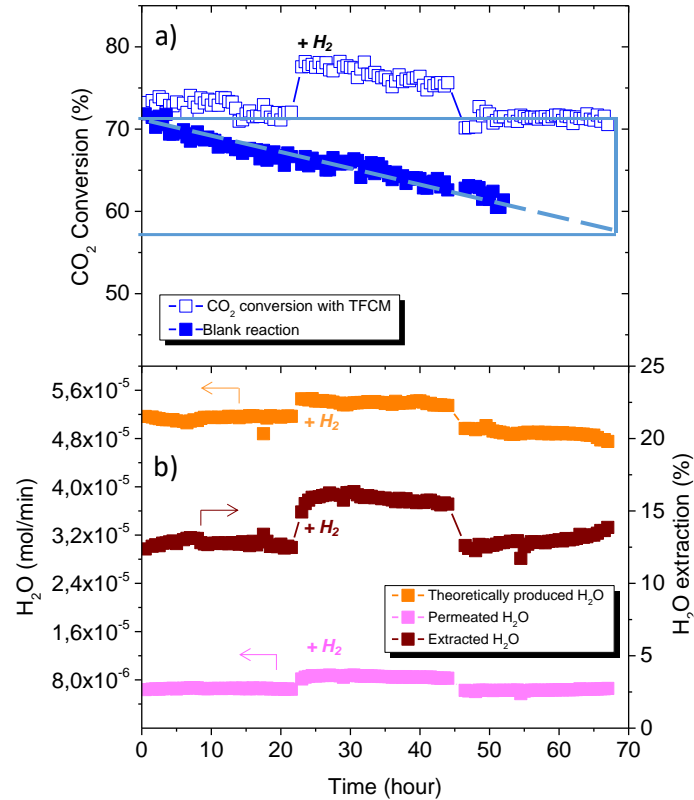 a)
+ H₂
80
70
60
50
CO₂ Conversion (%)
CO₂ conversion with TFCM
Blank reaction
25
20
15
10
5
0
H₂O extraction (%)
5,6x10⁻⁵
4,8x10⁻⁵
4,0x10⁻⁵
3,2x10⁻⁵
2,4x10⁻⁵
1,6x10⁻⁵
8,0x10⁻⁶
H₂O (mol/min)
+ H₂
b)
+ H₂
Theoretically produced H₂O
Permeated H₂O
Extracted H₂O
+ H₂
0 10 20 30 40 50 60 70
Time (hour)